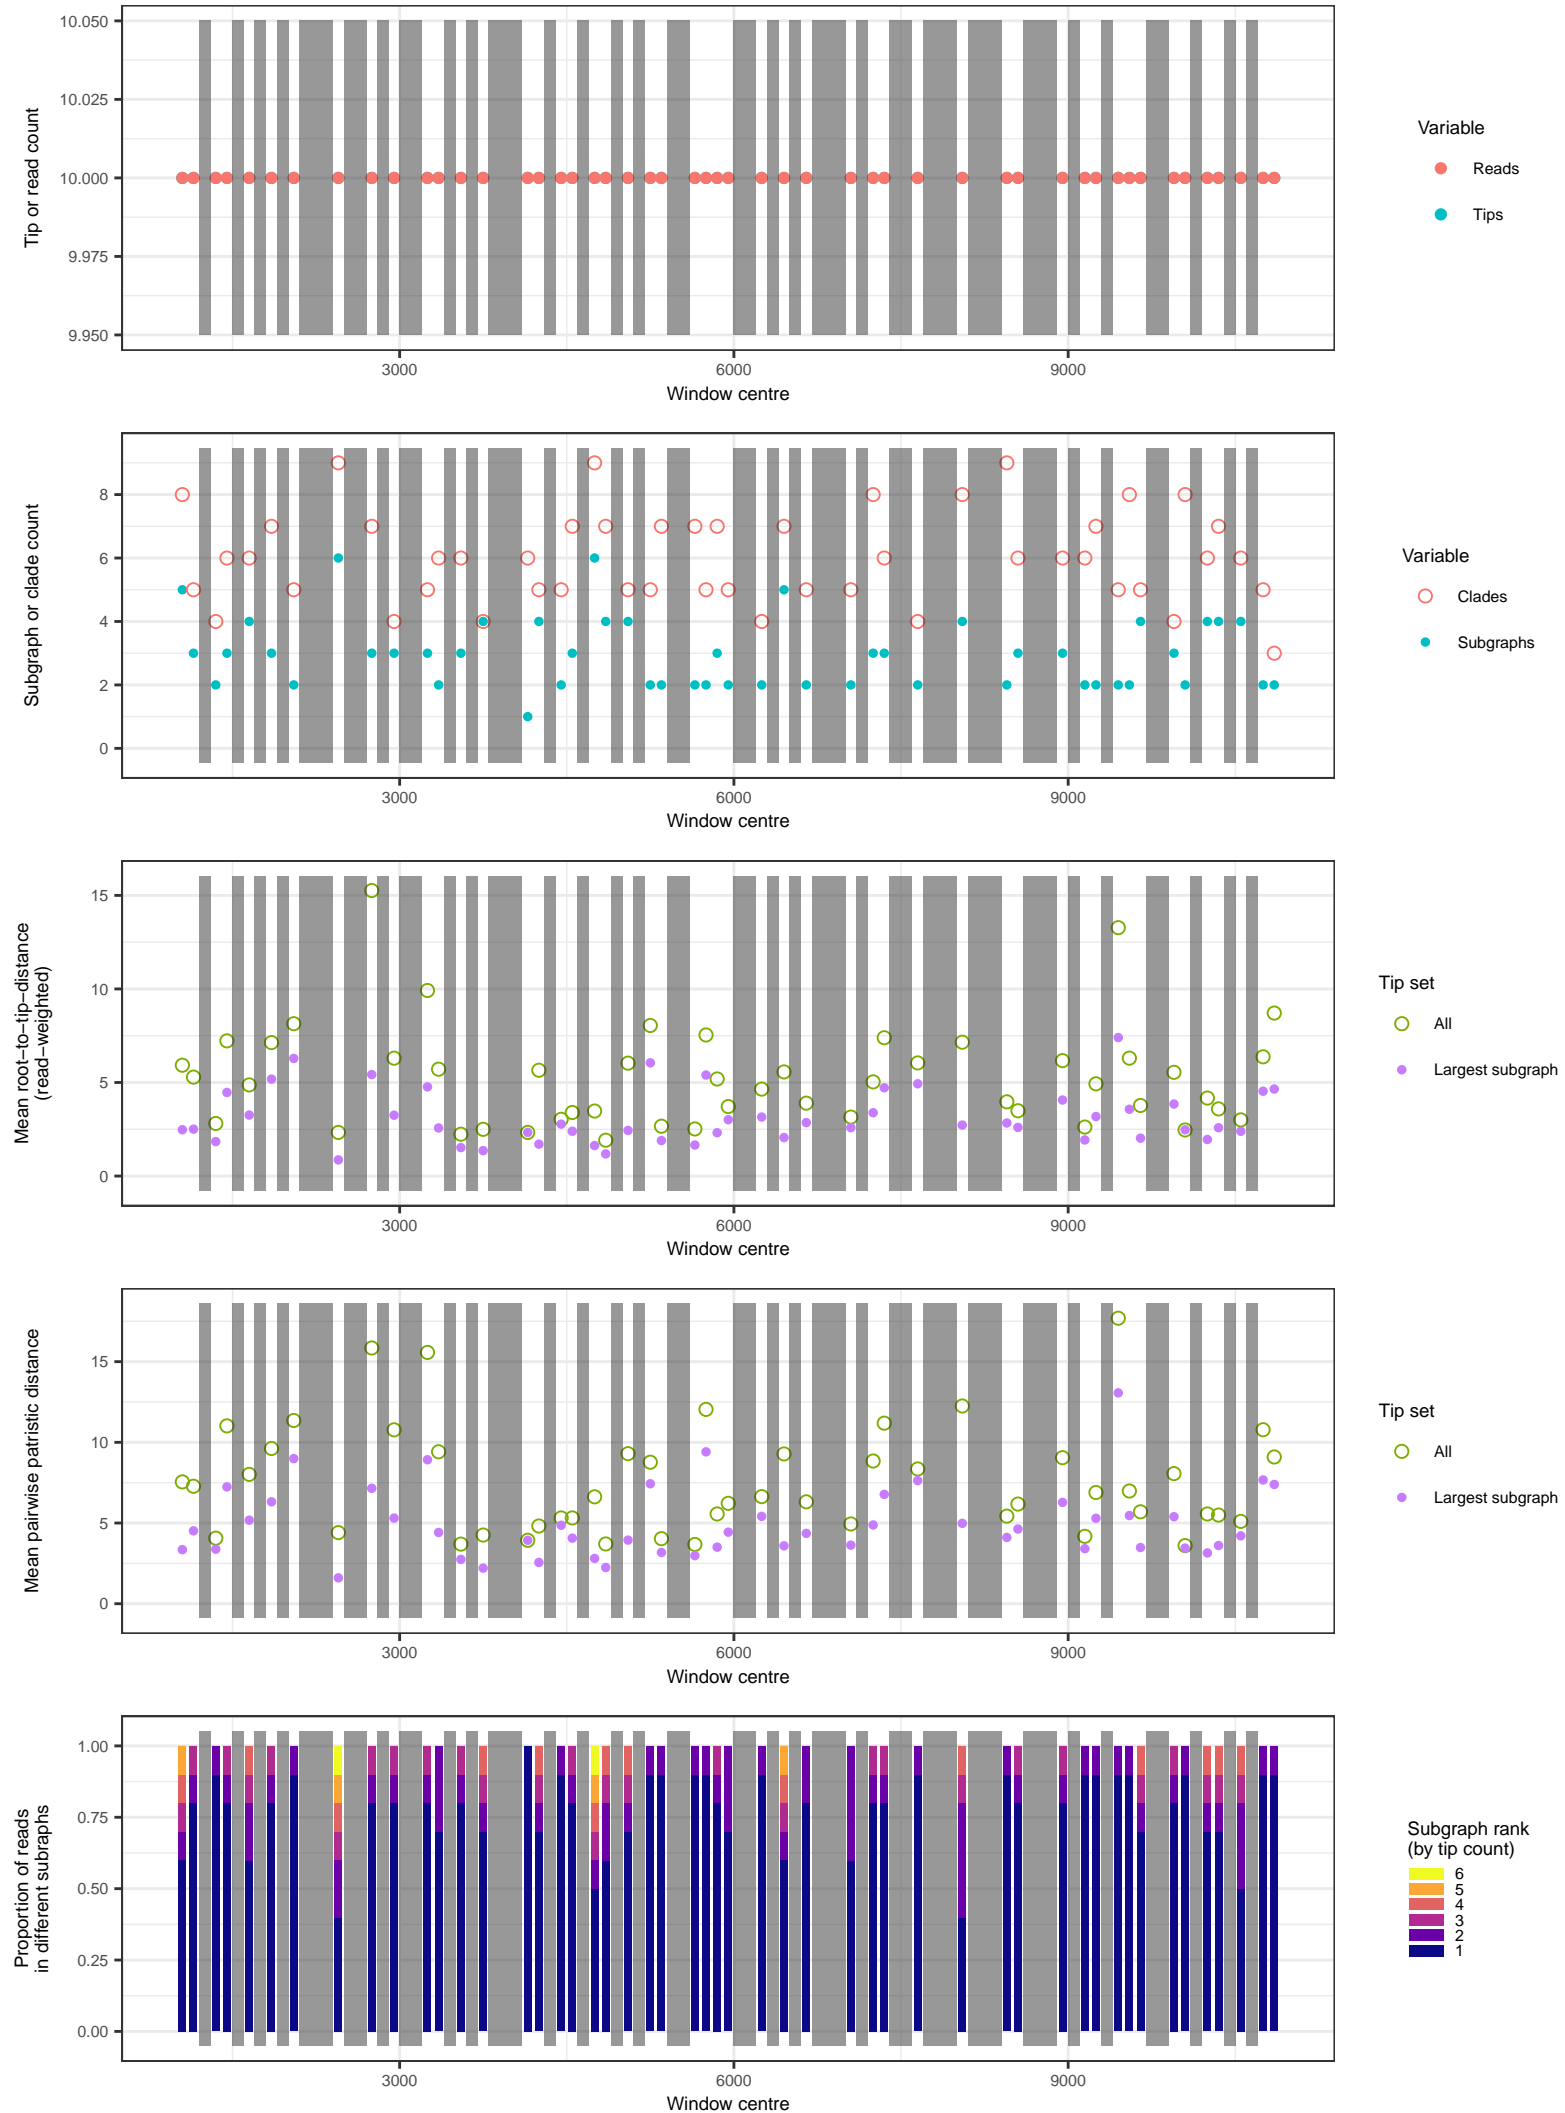 10.050
10.025
10.000
9.975
9.950
Tip or read count
3000
6000
9000
Window centre
Variable
Reads
Tips
8
6
4
2
0
Subgraph or clade count
3000
6000
9000
Window centre
Variable
Clades
Subgraphs
15
10
5
0
Mean root−to−tip−distance
(read−weighted)
3000
6000
9000
Window centre
Tip set
All
Largest subgraph
15
10
5
0
Mean pairwise patristic distance
3000
6000
9000
Window centre
Tip set
All
Largest subgraph
1.00
0.75
0.50
0.25
0.00
Proportion of reads
in different subraphs
3000
6000
9000
Window centre
Subgraph rank
(by tip count)
6
5
4
3
2
1